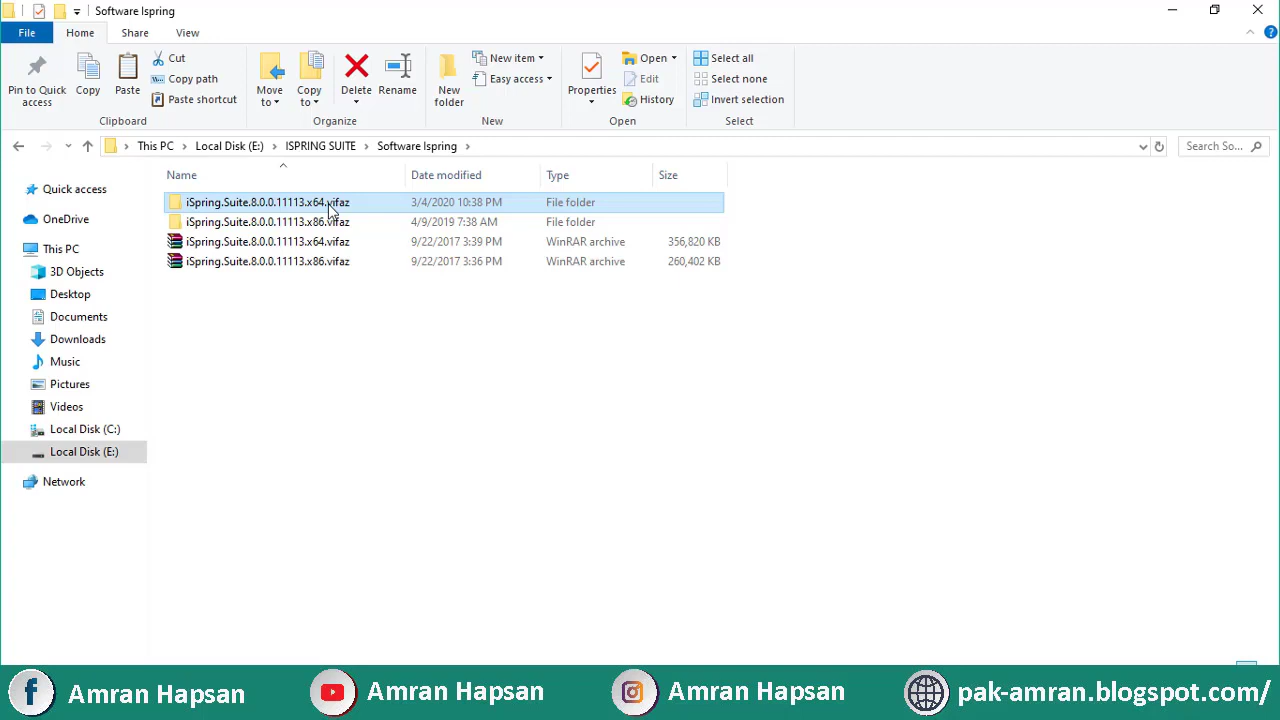 Software Ispring
File Home Share View
Pin to Quick access
Copy
Paste
Cut
Copy path
Paste shortcut
Clipboard
Move to
Copy to
Delete
Rename
Organize
New folder
New item
Easy access
New
Properties
Open
Edit
History
Open
Select all
Select none
Invert selection
Select
This PC > Local Disk (E:) > ISPRING SUITE > Software Ispring >
Search So...
Name Date modified Type Size
iSpring.Suite.8.0.0.11113.x64.vifaz 3/4/2020 10:38 PM File folder
iSpring.Suite.8.0.0.11113.x86.vifaz 4/9/2019 7:38 AM File folder
iSpring.Suite.8.0.0.11113.x64.vifaz 9/22/2017 3:39 PM WinRAR archive 356,820 KB
iSpring.Suite.8.0.0.11113.x86.vifaz 9/22/2017 3:36 PM WinRAR archive 260,402 KB
Quick access
OneDrive
This PC
3D Objects
Desktop
Documents
Downloads
Music
Pictures
Videos
Local Disk (C:)
Local Disk (E:)
Network
Amran Hapsan
Amran Hapsan
Amran Hapsan
pak-amran.blogspot.com/